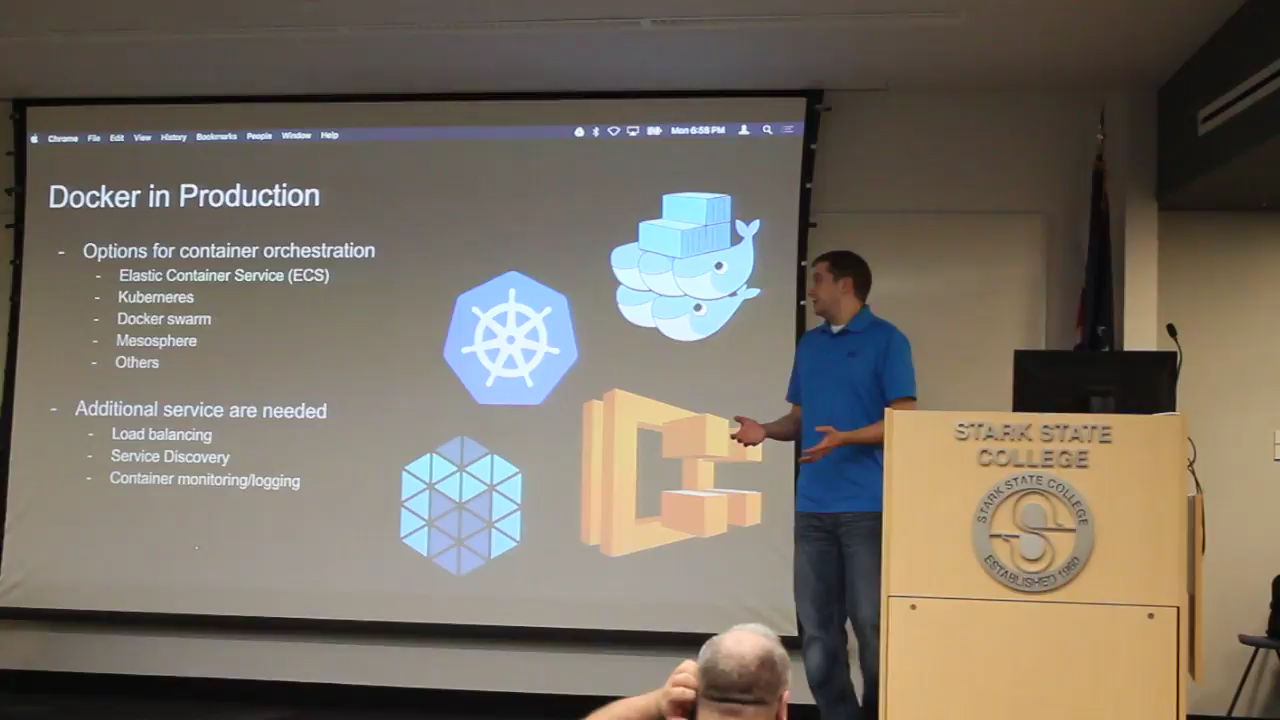 Chrome File Edit View History Bookmarks People Window Help Mon 6:58 PM
Docker in Production
- Options for container orchestration
- Elastic Container Service (ECS)
- Kuberneres
- Docker swarm
- Mesosphere
- Others
- Additional service are needed
- Load balancing
- Service Discovery
- Container monitoring/logging
STARK STATE
COLLEGE
STARK STATE COLLEGE
ESTABLISHED 1960